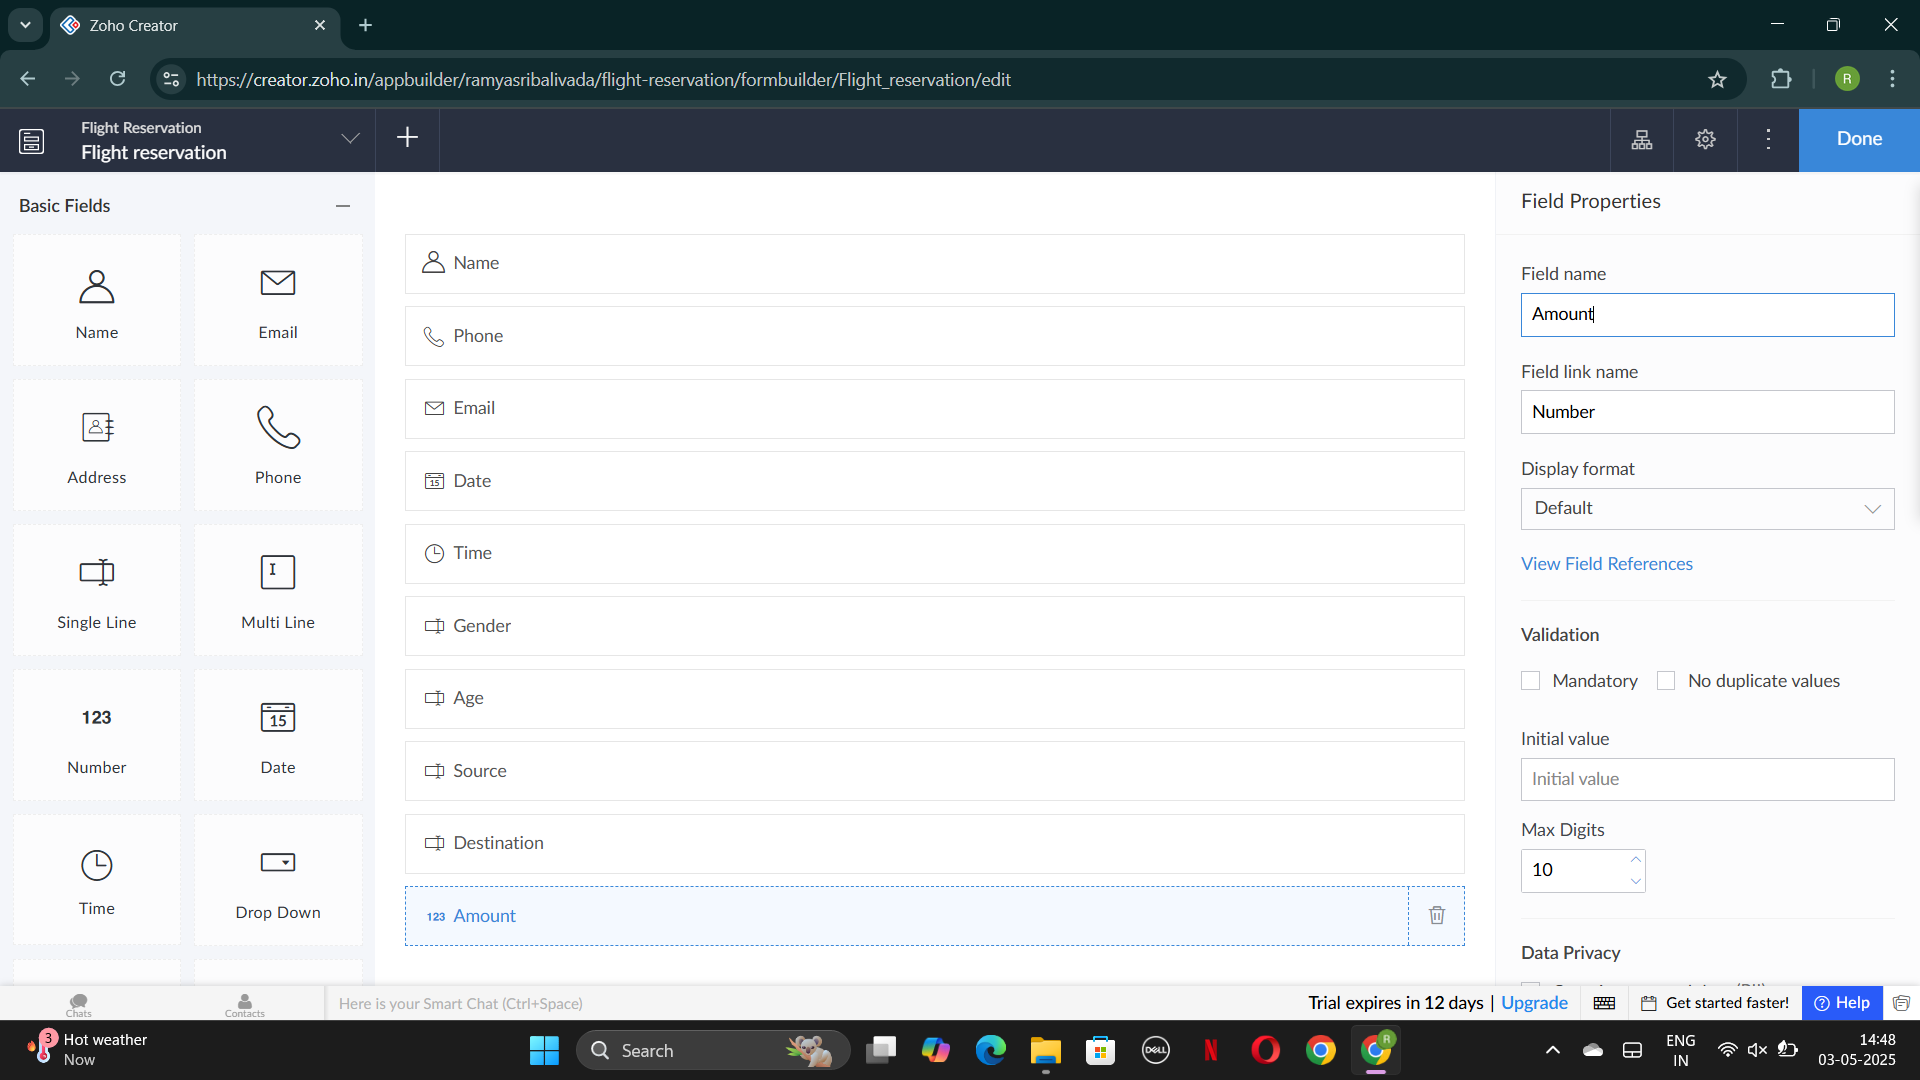 Zoho Creator
https://creator.zoho.in/appbuilder/ramyasribalivada/flight-reservation/formbuilder/Flight_reservation/edit
R
Flight Reservation
Flight reservation
Done
Basic Fields
Name
Email
Address
Phone
Single Line
Multi Line
123
Number
15
Date
Time
Drop Down
Name
Phone
Email
15 Date
Time
Gender
Age
Source
Destination
123 Amount
Field Properties
Field name
Amount
Field link name
Number
Display format
Default
View Field References
Validation
Mandatory
No duplicate values
Initial value
Initial value
Max Digits
10
Data Privacy
Chats
Contacts
Here is your Smart Chat (Ctrl+Space)
Trial expires in 12 days | Upgrade
Get started faster!
Help
3
Hot weather
Now
Search
DELL
N
R
ENG
IN
14:48
03-05-2025